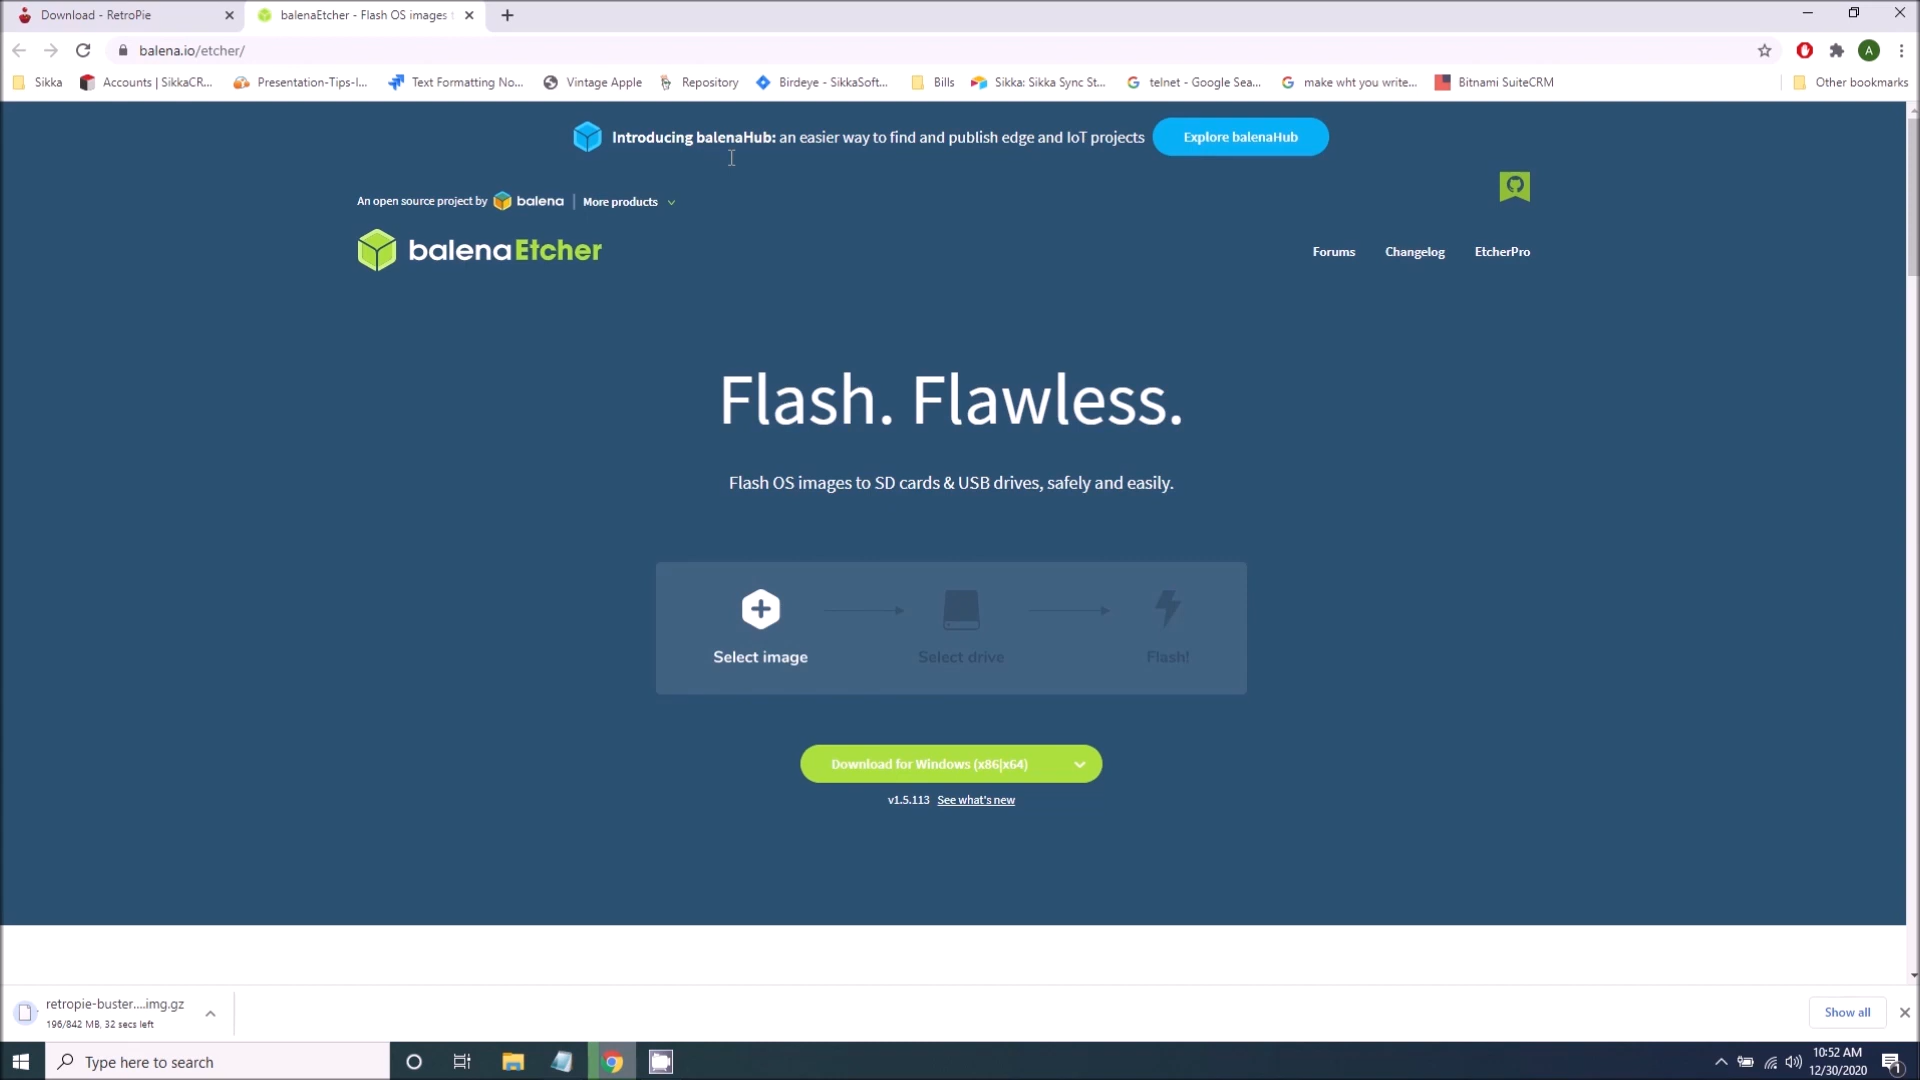 Download - RetroPie
balenaEtcher - Flash OS images t
balena.io/etcher/
A
Sikka
Accounts | SikkaCR...
Presentation-Tips-I...
Text Formatting No...
Vintage Apple
Repository
Birdeye - SikkaSoft...
Bills
Sikka: Sikka Sync St...
telnet - Google Sea...
make wht you write...
Bitnami SuiteCRM
Other bookmarks
Introducing balenaHub: an easier way to find and publish edge and IoT projects
Explore balenaHub
An open source project by balena
More products
balenaEtcher
Forums
Changelog
EtcherPro
Flash. Flawless.
Flash OS images to SD cards & USB drives, safely and easily.
Select image
Select drive
Flash!
Download for Windows (x86|x64)
v1.5.113 See what's new
retropie-buster....img.gz
196/842 MB, 32 secs left
Show all
Type here to search
10:52 AM
12/30/2020
1